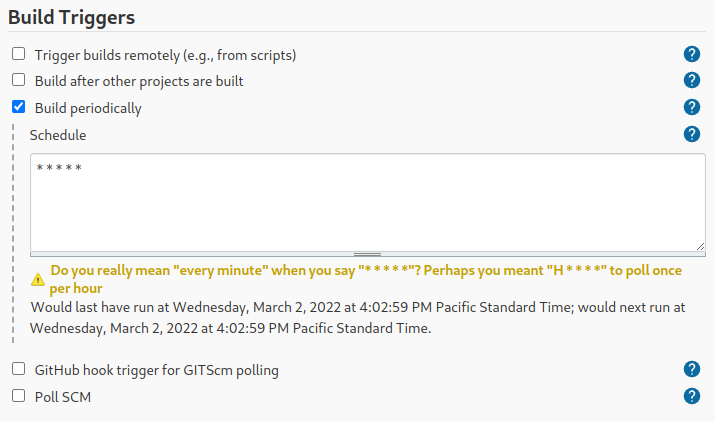 Build Triggers
Trigger builds remotely (e.g., from scripts)
Build after other projects are built
Build periodically
Schedule
* * * * *
Do you really mean "every minute" when you say "* * * * *"? Perhaps you meant "H * * * *" to poll once
per hour
Would last have run at Wednesday, March 2, 2022 at 4:02:59 PM Pacific Standard Time; would next run at
Wednesday, March 2, 2022 at 4:02:59 PM Pacific Standard Time.
GitHub hook trigger for GITScm polling
Poll SCM